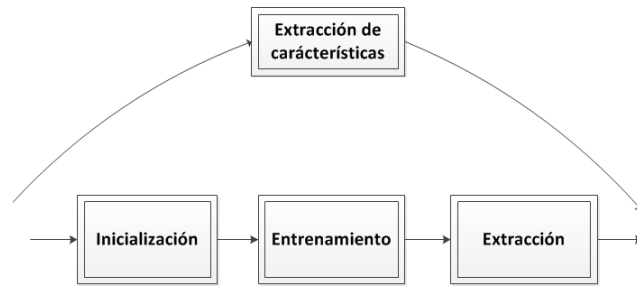 Extracción de
carácterísticas
Inicialización
Entrenamiento
Extracción